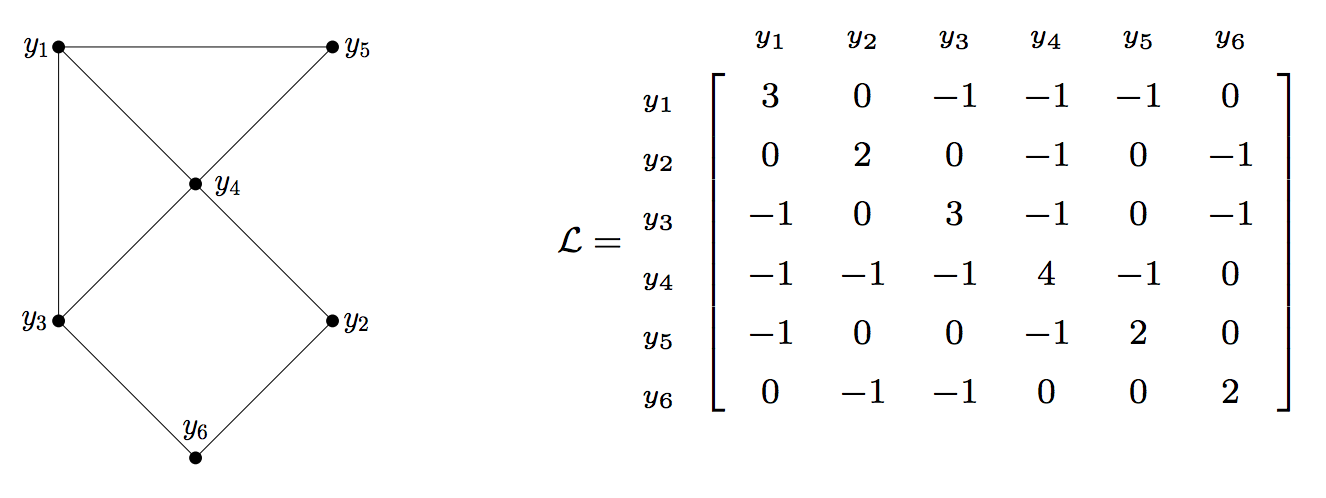 y₁ y₅
y₄
y₃ y₂
y₆
y₁ y₂ y₃ y₄ y₅ y₆
y₁ 3 0 −1 −1 −1 0
y₂ 0 2 0 −1 0 −1
y₃ −1 0 3 −1 0 −1
ℒ =
y₄ −1 −1 −1 4 −1 0
y₅ −1 0 0 −1 2 0
y₆ 0 −1 −1 0 0 2